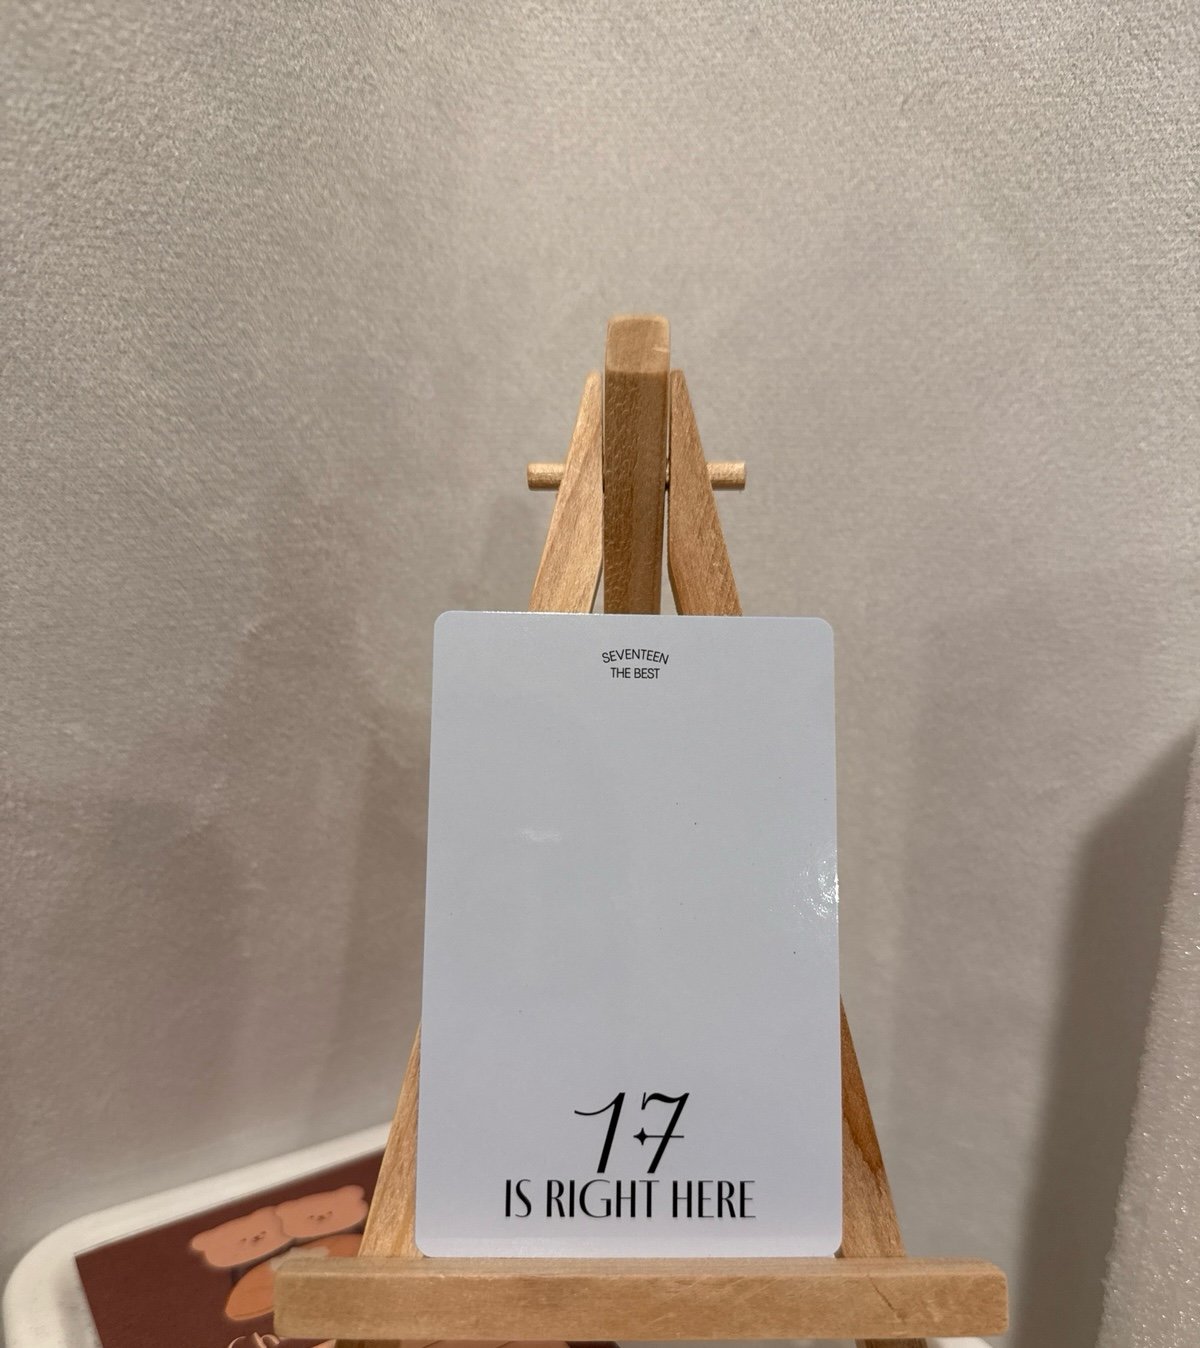 SEVENTEEN
THE BEST
17
IS RIGHT HERE